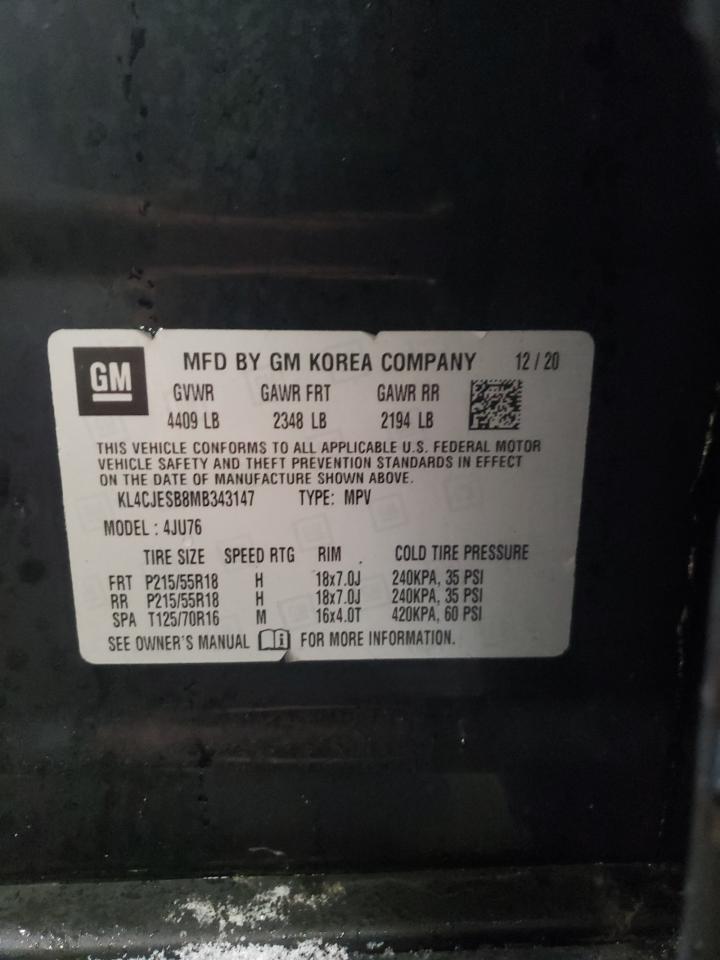 GM
MFD BY GM KOREA COMPANY 12 / 20
GVWR GAWR FRT GAWR RR
4409 LB 2348 LB 2194 LB
THIS VEHICLE CONFORMS TO ALL APPLICABLE U.S. FEDERAL MOTOR
VEHICLE SAFETY AND THEFT PREVENTION STANDARDS IN EFFECT
ON THE DATE OF MANUFACTURE SHOWN ABOVE.
KL4CJESB8MB343147 TYPE: MPV
MODEL : 4JU76
TIRE SIZE SPEED RTG RIM COLD TIRE PRESSURE
FRT P215/55R18 H 18x7.0J 240KPA, 35 PSI
RR P215/55R18 H 18x7.0J 240KPA, 35 PSI
SPA T125/70R16 M 16x4.0T 420KPA, 60 PSI
SEE OWNER'S MANUAL FOR MORE INFORMATION.